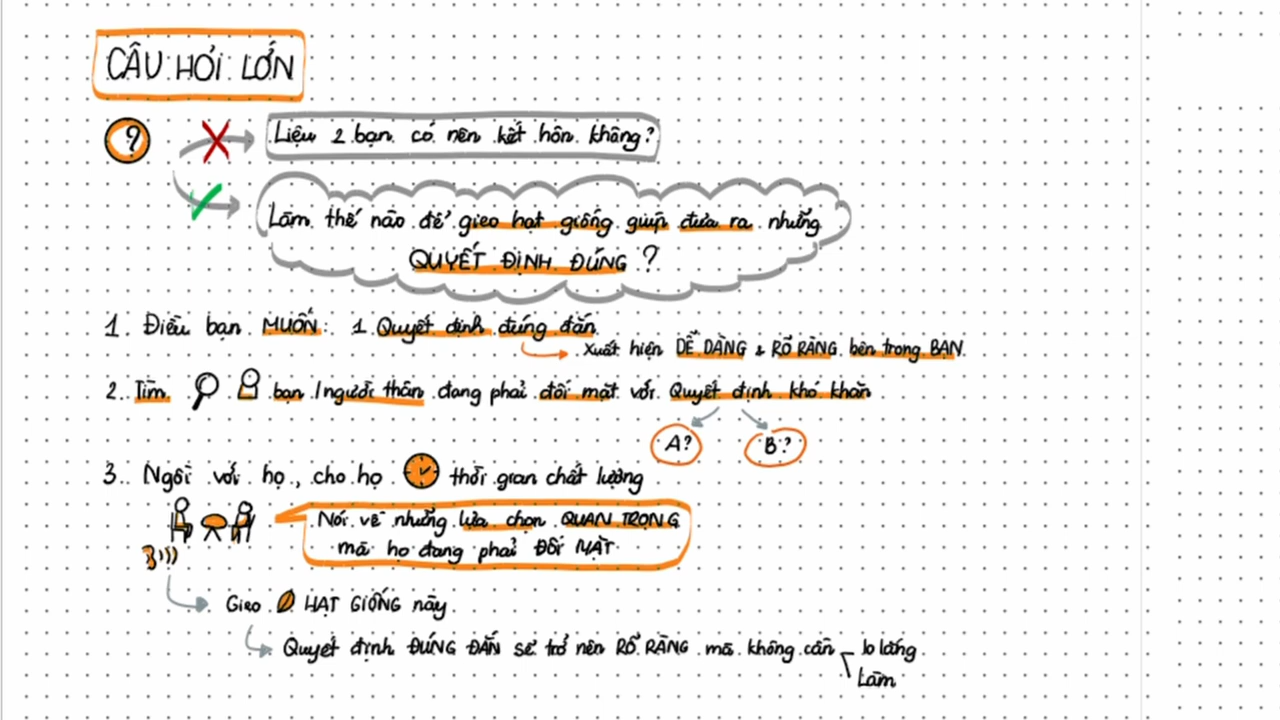 CÂU HỎI LỚN
?
Liệu 2 bạn có nên kết hôn không?
Làm thế nào để gieo hạt giống giúp đưa ra những
QUYẾT ĐỊNH ĐÚNG ?
1. Điều bạn MUỐN: 1 Quyết định đúng đắn
Xuất hiện DỄ DÀNG & RÕ RÀNG bên trong BẠN.
2. Tìm bạn / người thân đang phải đối mặt với Quyết định khó khăn.
A? B?
3. Ngồi với họ, cho họ thời gian chất lượng
Nói về những lựa chọn QUAN TRỌNG
mà họ đang phải ĐỐI MẶT
Gieo HẠT GIỐNG này
Quyết định ĐÚNG ĐẮN sẽ trở nên RÕ RÀNG mà không cần lo lắng
Làm